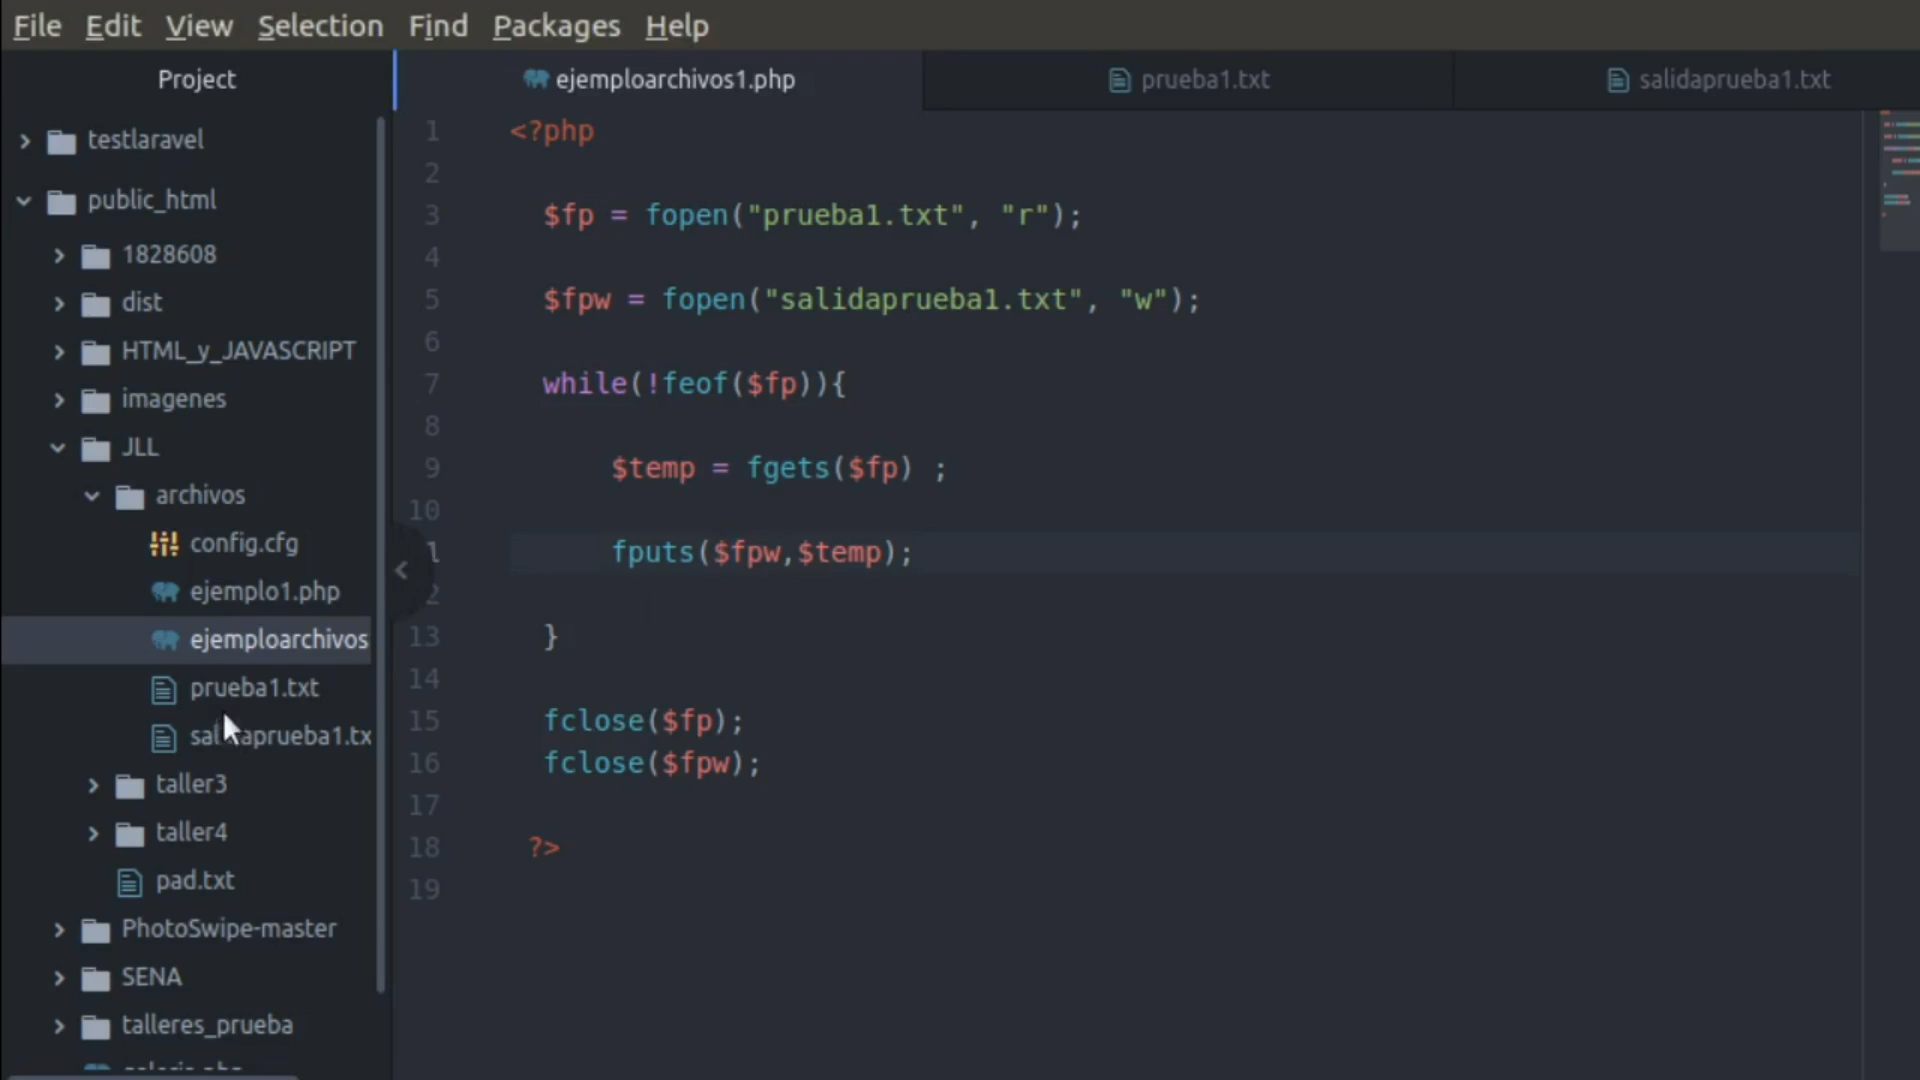 File Edit View Selection Find Packages Help
Project
testlaravel
public_html
1828608
dist
HTML_y_JAVASCRIPT
imagenes
JLL
archivos
config.cfg
ejemplo1.php
ejemploarchivos
prueba1.txt
salidaprueba1.tx
taller3
taller4
pad.txt
PhotoSwipe-master
SENA
talleres_prueba
ejemploarchivos1.php prueba1.txt salidaprueba1.txt
1 <?php
2
3 $fp = fopen("prueba1.txt", "r");
4
5 $fpw = fopen("salidaprueba1.txt", "w");
6
7 while(!feof($fp)){
8
9 $temp = fgets($fp) ;
10
1 fputs($fpw,$temp);
2
13 }
14
15 fclose($fp);
16 fclose($fpw);
17
18 ?>
19